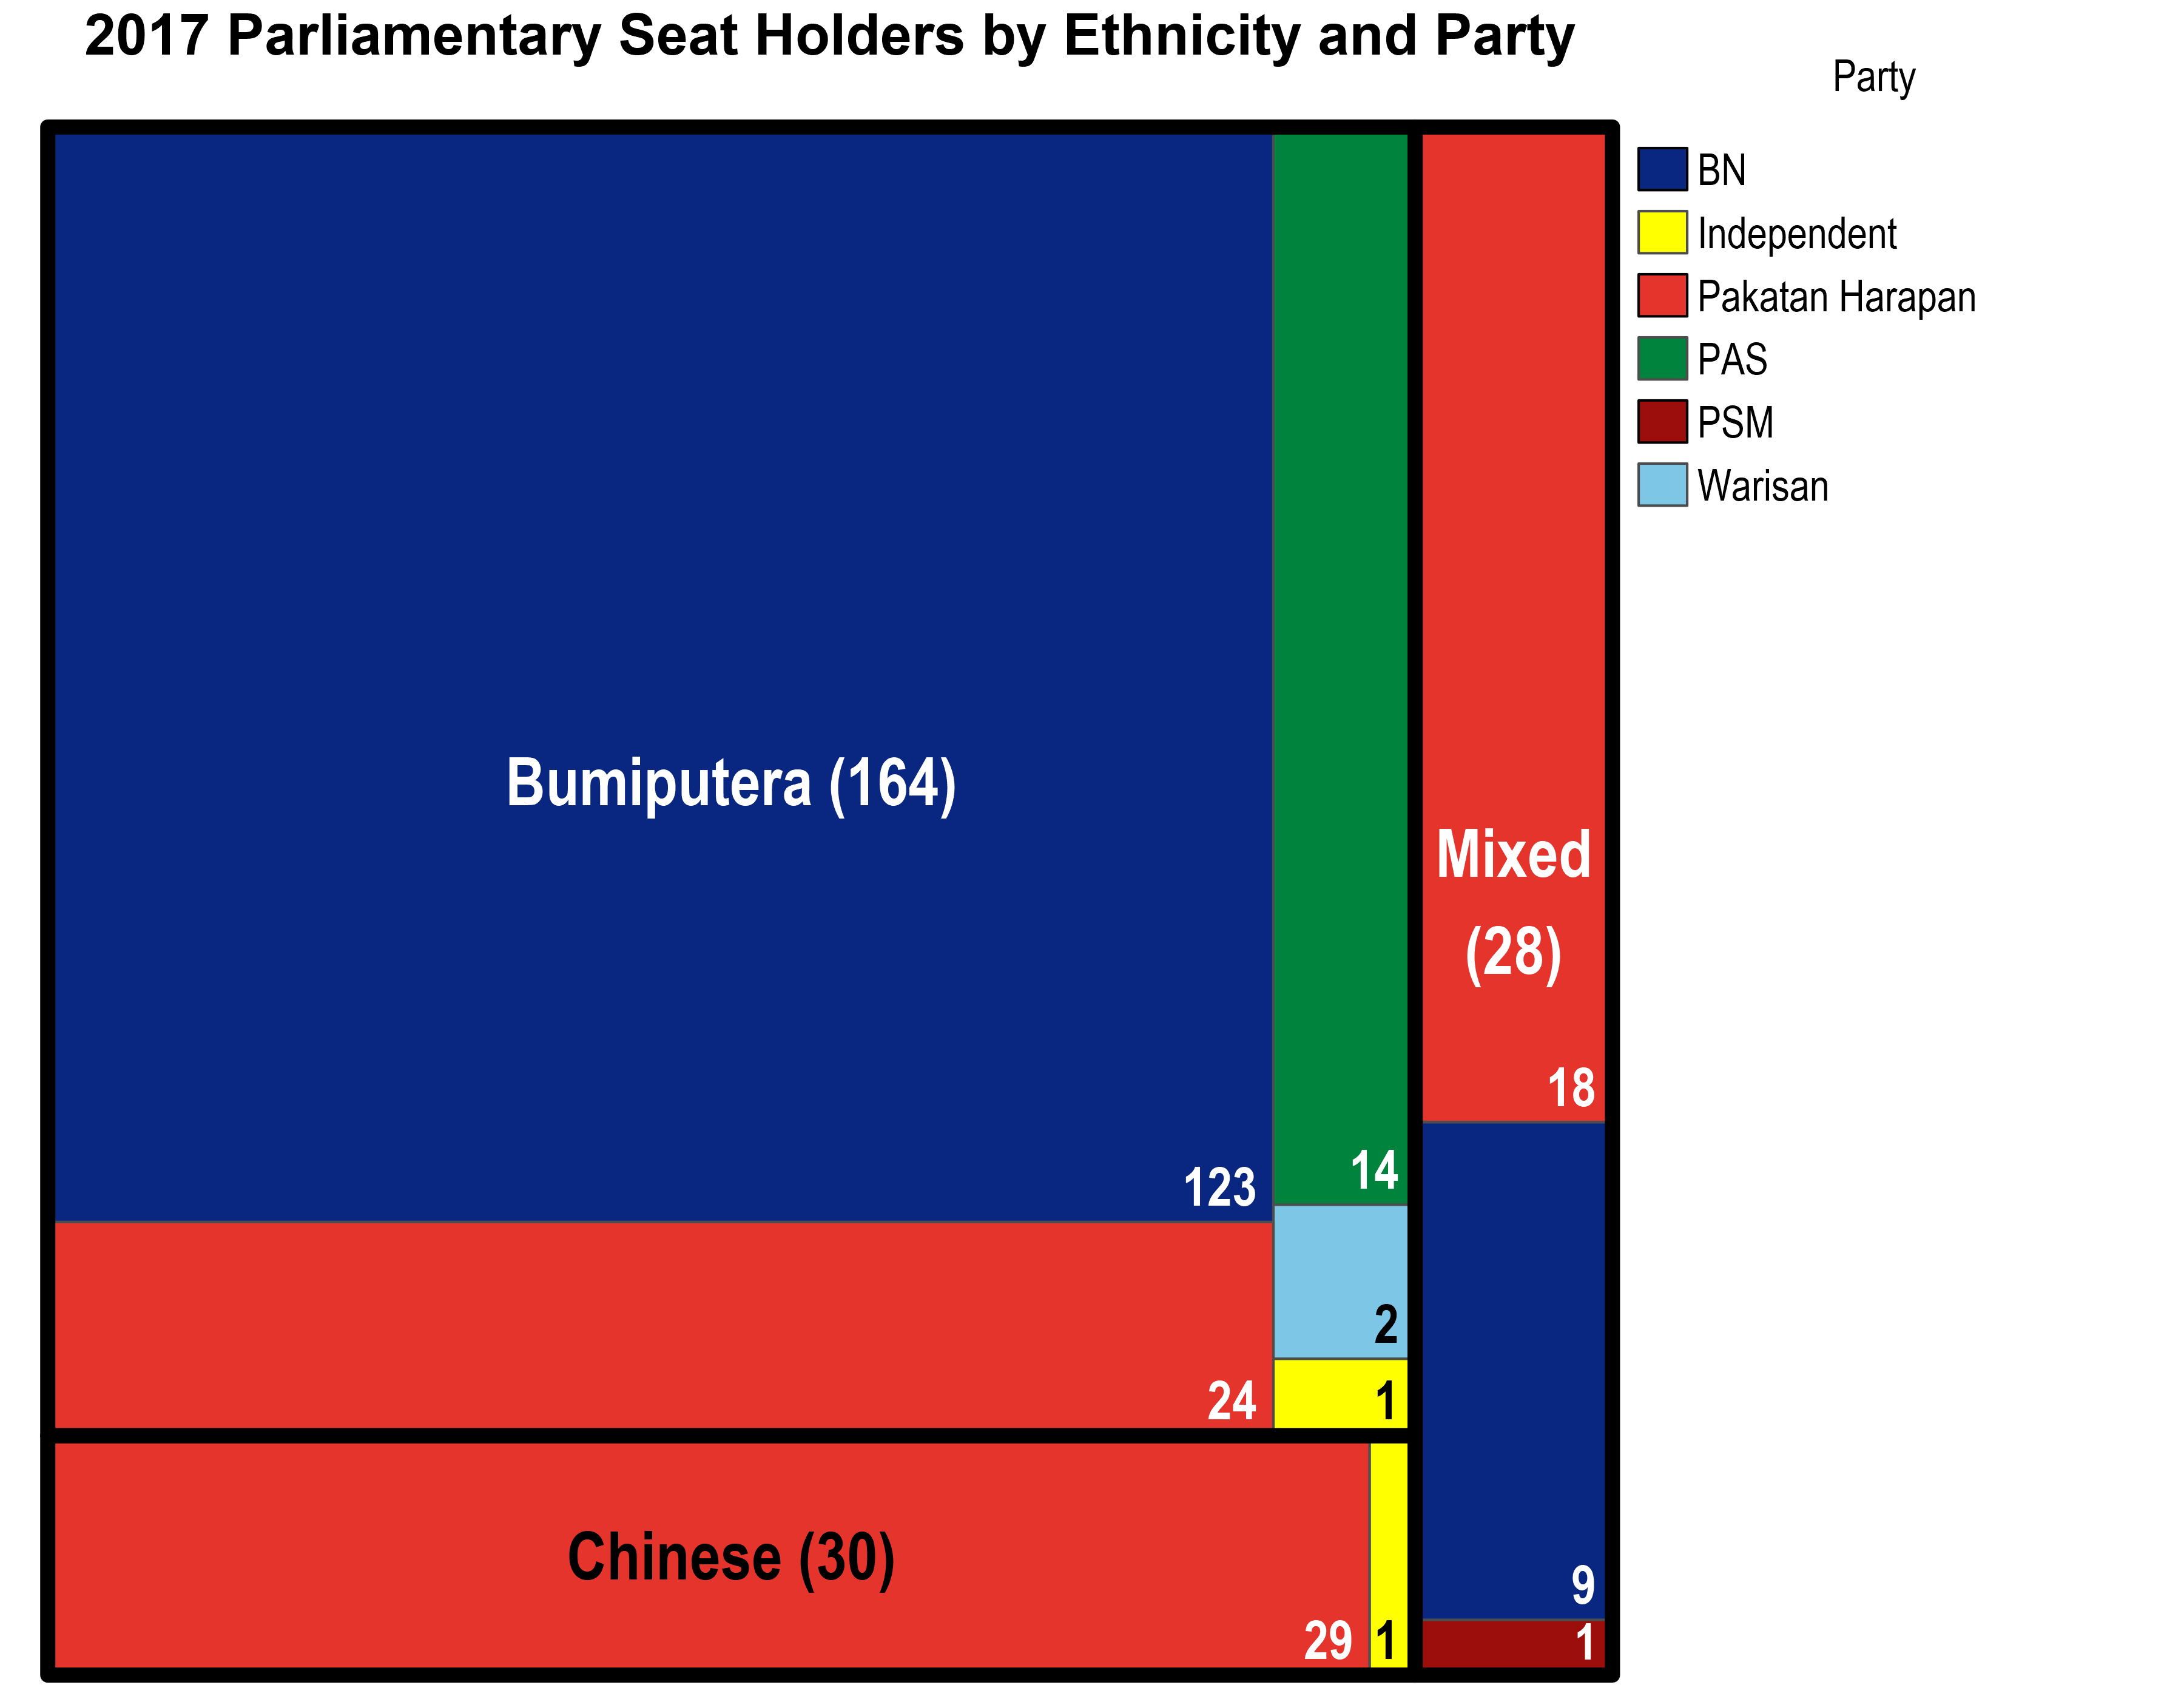 2017 Parliamentary Seat Holders by Ethnicity and Party
Party
BN
Independent
Pakatan Harapan
PAS
PSM
Warisan
Bumiputera (164)
123
14
2
24
1
Mixed
(28)
18
9
1
Chinese (30)
29
1